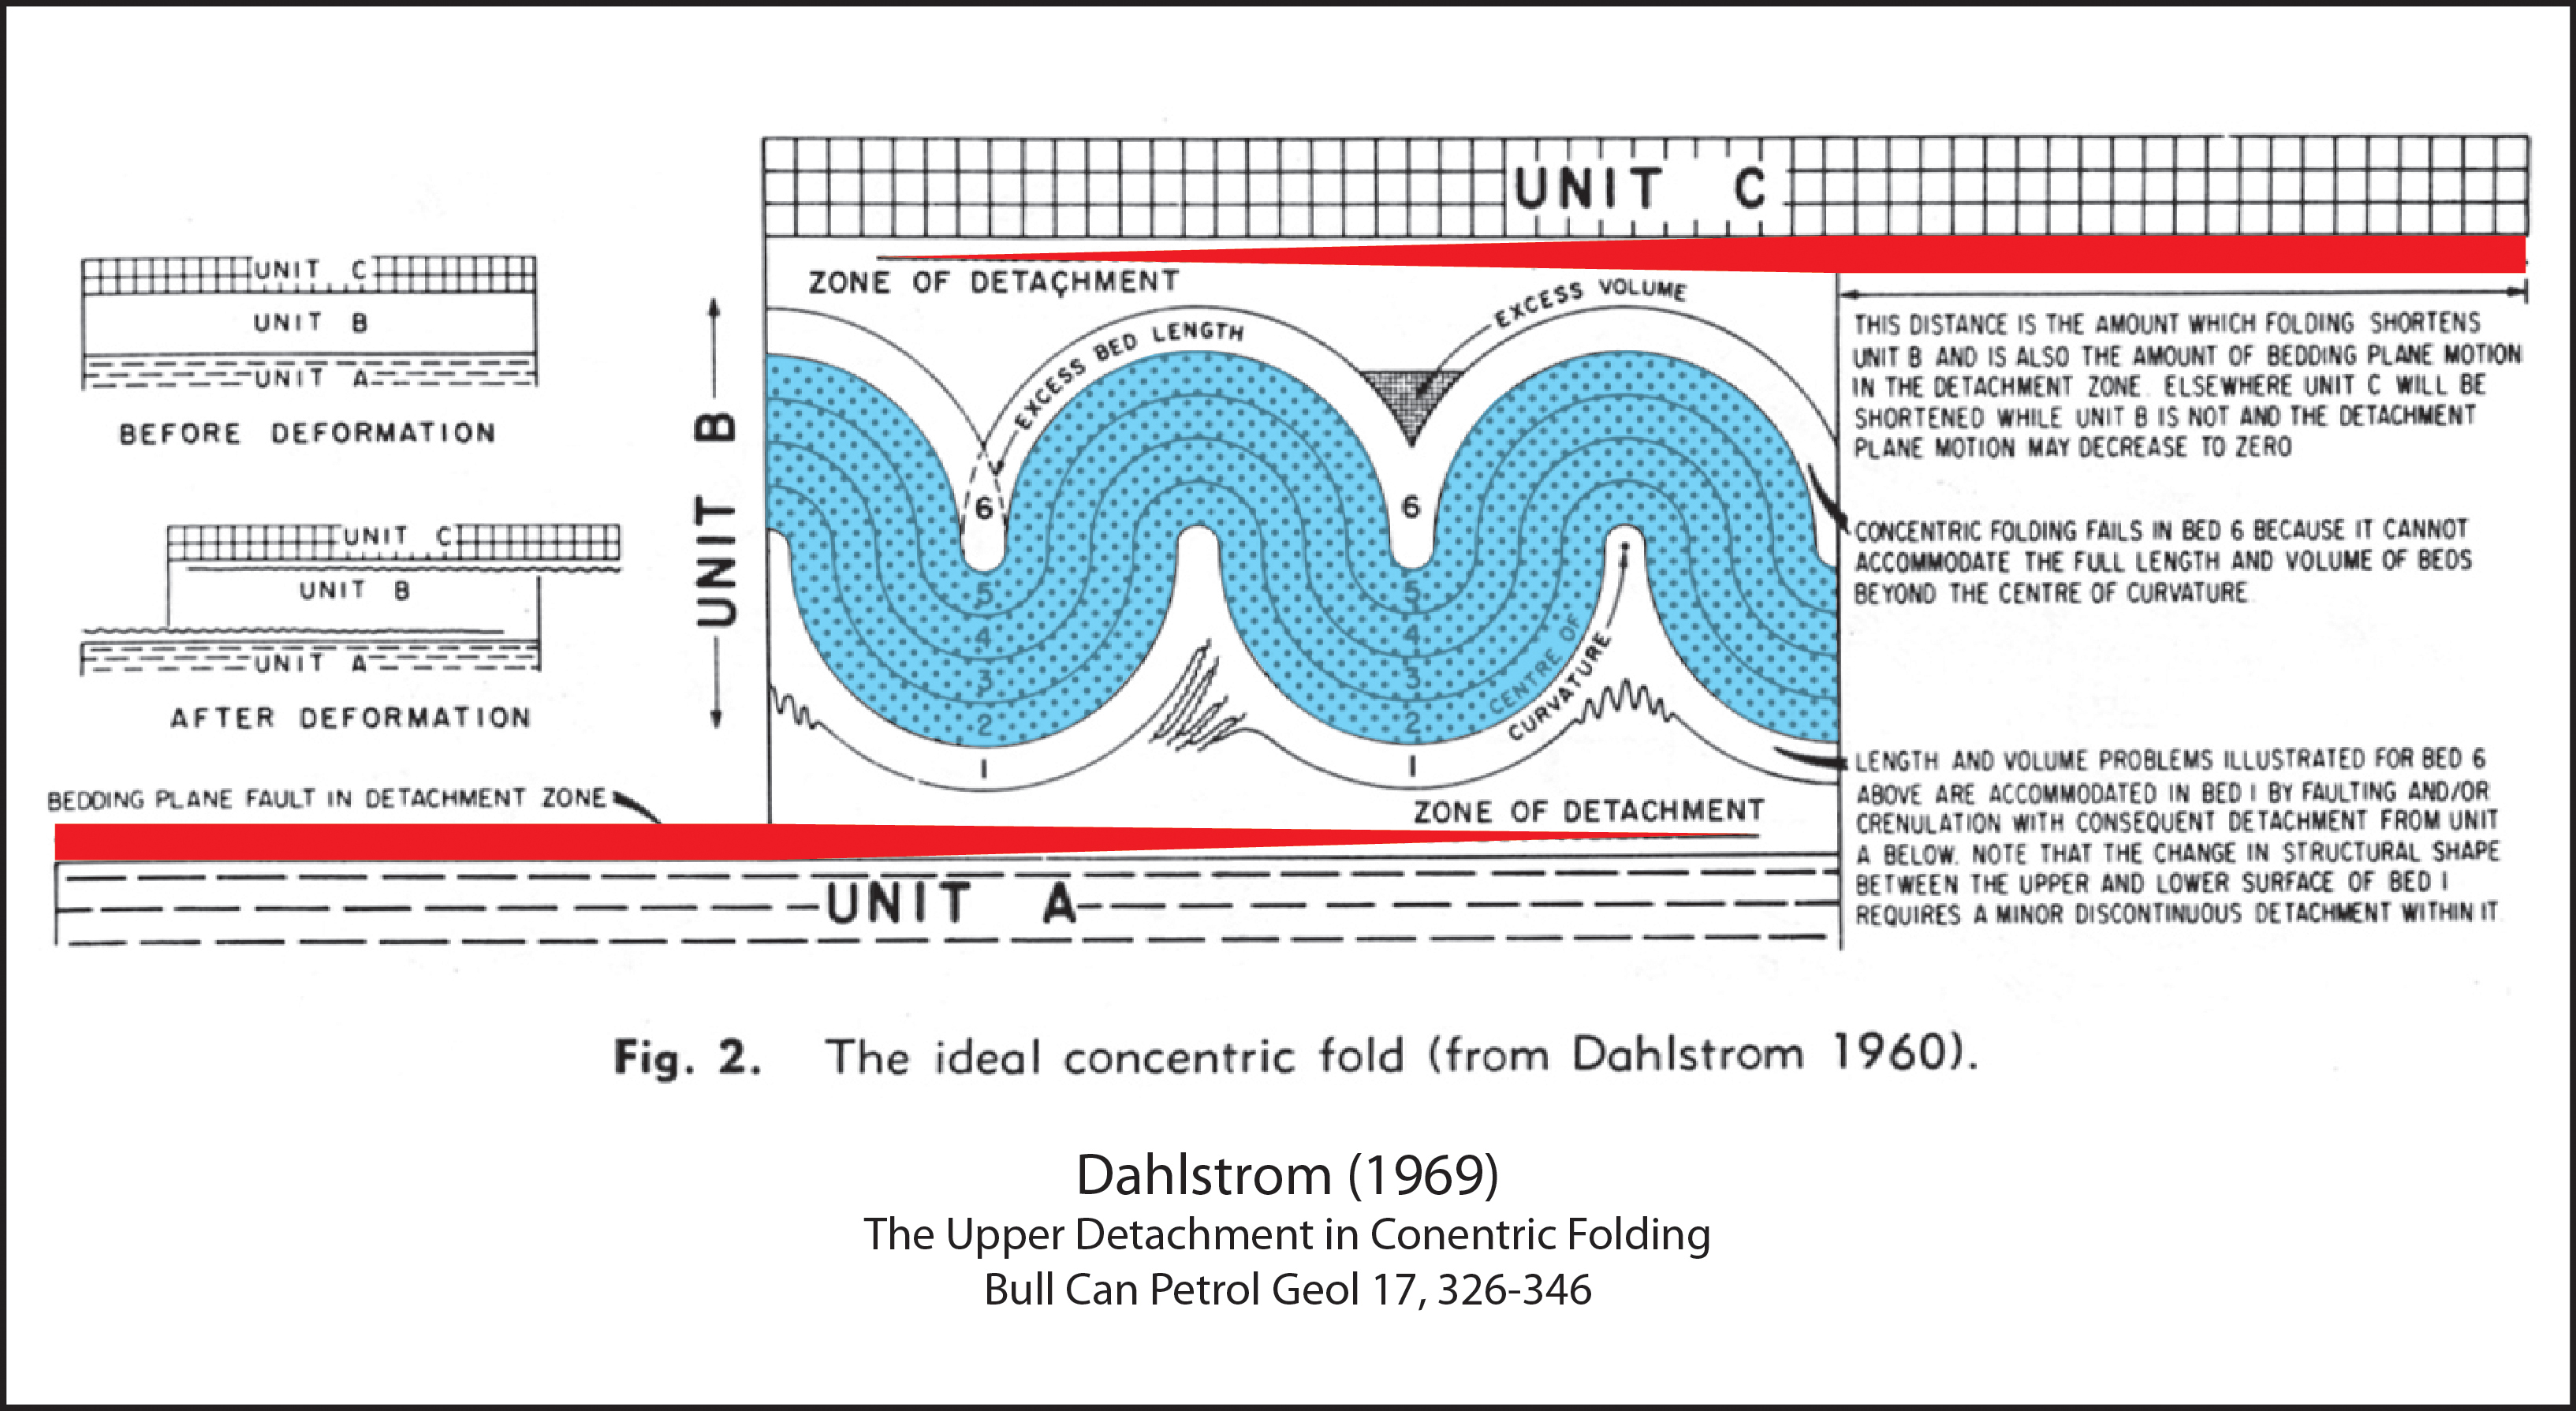 UNIT C
UNIT B
UNIT A
BEFORE DEFORMATION
UNIT C
UNIT B
UNIT A
AFTER DEFORMATION
BEDDING PLANE FAULT IN DETACHMENT ZONE
UNIT B
UNIT C
ZONE OF DETACHMENT
EXCESS BED LENGTH
EXCESS VOLUME
6
6
5
5
4
4
3
3
2
2
1
1
CENTRE OF
CURVATURE
ZONE OF DETACHMENT
UNIT A
THIS DISTANCE IS THE AMOUNT WHICH FOLDING SHORTENS
UNIT B AND IS ALSO THE AMOUNT OF BEDDING PLANE MOTION
IN THE DETACHMENT ZONE. ELSEWHERE UNIT C WILL BE
SHORTENED WHILE UNIT B IS NOT AND THE DETACHMENT
PLANE MOTION MAY DECREASE TO ZERO
CONCENTRIC FOLDING FAILS IN BED 6 BECAUSE IT CANNOT
ACCOMMODATE THE FULL LENGTH AND VOLUME OF BEDS
BEYOND THE CENTRE OF CURVATURE.
LENGTH AND VOLUME PROBLEMS ILLUSTRATED FOR BED 6
ABOVE ARE ACCOMMODATED IN BED 1 BY FAULTING AND/OR
CRENULATION WITH CONSEQUENT DETACHMENT FROM UNIT
A BELOW. NOTE THAT THE CHANGE IN STRUCTURAL SHAPE
BETWEEN THE UPPER AND LOWER SURFACE OF BED 1
REQUIRES A MINOR DISCONTINUOUS DETACHMENT WITHIN IT
Fig. 2. The ideal concentric fold (from Dahlstrom 1960).
Dahlstrom (1969)
The Upper Detachment in Conentric Folding
Bull Can Petrol Geol 17, 326-346